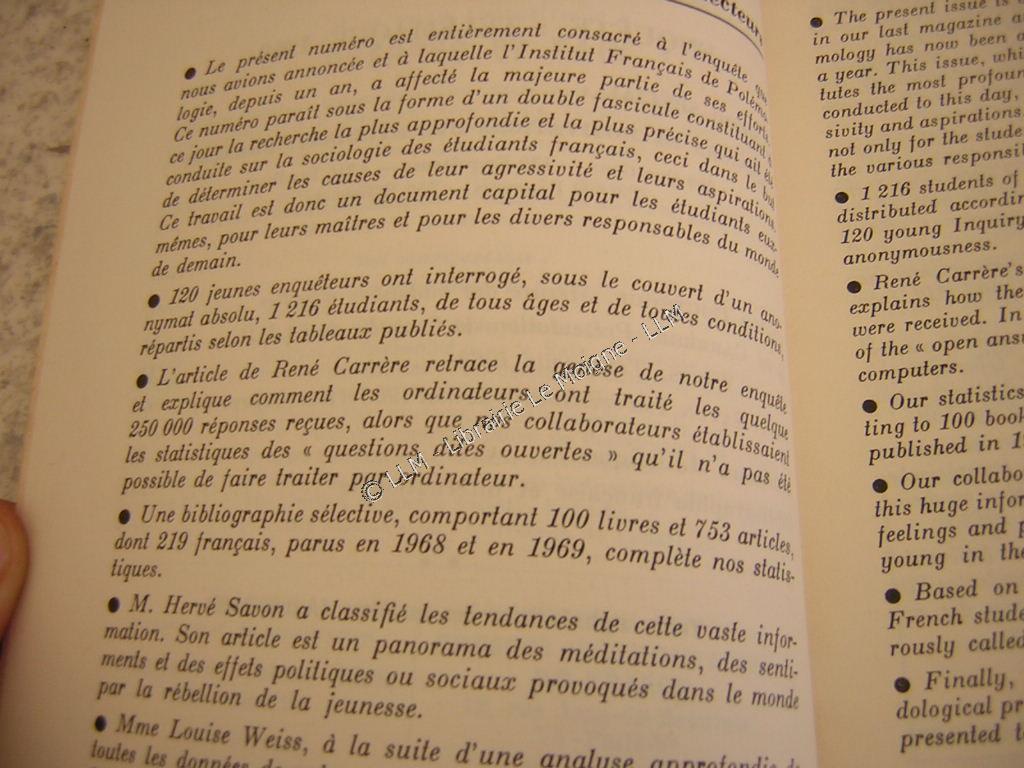 ● Le présent numéro est entièrement consacré à l'enquête que
nous avions annoncée et à laquelle l'Institut Français de Polémo-
logie, depuis un an, a affecté la majeure partie de ses efforts.
Ce numéro paraît sous la forme d'un double fascicule constituant à
ce jour la recherche la plus approfondie et la plus précise qui ait été
conduite sur la sociologie des étudiants français, ceci dans le but
de déterminer les causes de leur agressivité et leurs aspirations.
Ce travail est donc un document capital pour les étudiants eux-
mêmes, pour leurs maîtres et pour les divers responsables du monde
de demain.
● 120 jeunes enquêteurs ont interrogé, sous le couvert d'un ano-
nymat absolu, 1 216 étudiants, de tous âges et de toutes conditions,
répartis selon les tableaux publiés.
● L'article de René Carrère retrace la genèse de notre enquête
et explique comment les ordinateurs ont traité les quelque
250 000 réponses reçues, alors que nos collaborateurs établissaient
les statistiques des « questions dites ouvertes » qu'il n'a pas été
possible de faire traiter par ordinateur.
● Une bibliographie sélective, comportant 100 livres et 753 articles,
dont 219 français, parus en 1968 et en 1969, complète nos statis-
tiques.
● M. Hervé Savon a classifié les tendances de cette vaste infor-
mation. Son article est un panorama des méditations, des senti-
ments et des effets politiques ou sociaux provoqués dans le monde
par la rébellion de la jeunesse.
● Mme Louise Weiss, à la suite d'une analyse approfondie de
toutes les données
● The present issue is
in our last magazine
mology has now been
a year. This issue,
tutes the most
conducted to this day,
sivity and aspirations.
not only for the
the various
● 1 216 students of
distributed
120 young Inquiry
anonymousness.
● René Carrère's
explains how the
were received. In
of the « open
computers.
● Our statistics
ting to 100
published in
● Our
this huge
feelings and
young in the
● Based on
French
rously called
● Finally,
dological
presented
© LLM - Librairie Le Moigne - LLM